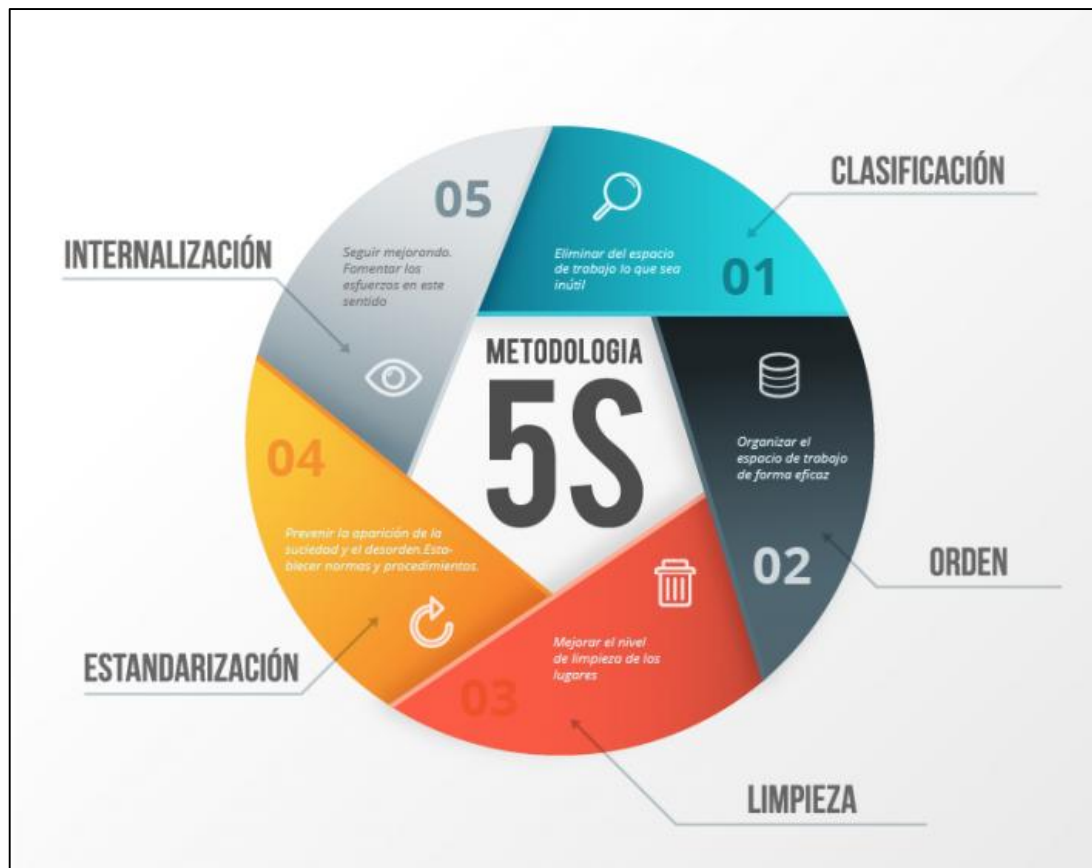 METODOLOGIA
5S
CLASIFICACIÓN
01
Eliminar del espacio
de trabajo lo que sea
inútil
ORDEN
02
Organizar el
espacio de trabajo
de forma eficaz
LIMPIEZA
03
Mejorar el nivel
de limpieza de los
lugares
ESTANDARIZACIÓN
04
Prevenir la aparición de la
suciedad y el desorden.Esta-
blecer normas y procedimientos.
INTERNALIZACIÓN
05
Seguir mejorando.
Fomentar los
esfuerzos en este
sentido